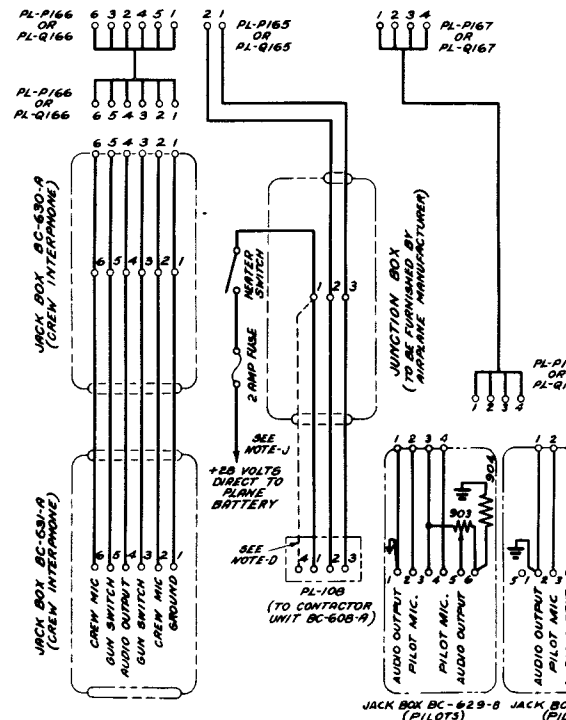 PL-P166
OR
PL-Q166
6 3 2 4 5 1
2 1
PL-P165
OR
PL-Q165
1 2 3 4
PL-P167
OR
PL-Q167
PL-P166
OR
PL-Q166
6 5 4 3 2 1
6 5 4 3 2 1
JACK BOX BC-630-A
(CREW INTERPHONE)
6 5 4 3 2 1
HEATER
SWITCH
2 AMP FUSE
1 2 3
JUNCTION BOX
(TO BE FURNISHED BY
AIRPLANE MANUFACTURER)
SEE
NOTE-J
+28 VOLTS
DIRECT TO
PLANE
BATTERY
SEE
NOTE-D
4 1 2 3
PL-108
(TO CONTACTOR
UNIT BC-608-A)
JACK BOX BC-631-A
(CREW INTERPHONE)
6 5 4 3 2 1
CREW MIC
GUN SWITCH
AUDIO OUTPUT
GUN SWITCH
CREW MIC
GROUND
OR
1 2 3 4
1 2 3 4
904
903
1 2 3 4 5 6
AUDIO OUTPUT
PILOT MIC.
PILOT MIC.
AUDIO OUTPUT
JACK BOX BC-629-B
(PILOTS)
1 2
5 1 2 3
AUDIO OUTPUT
PILOT MIC